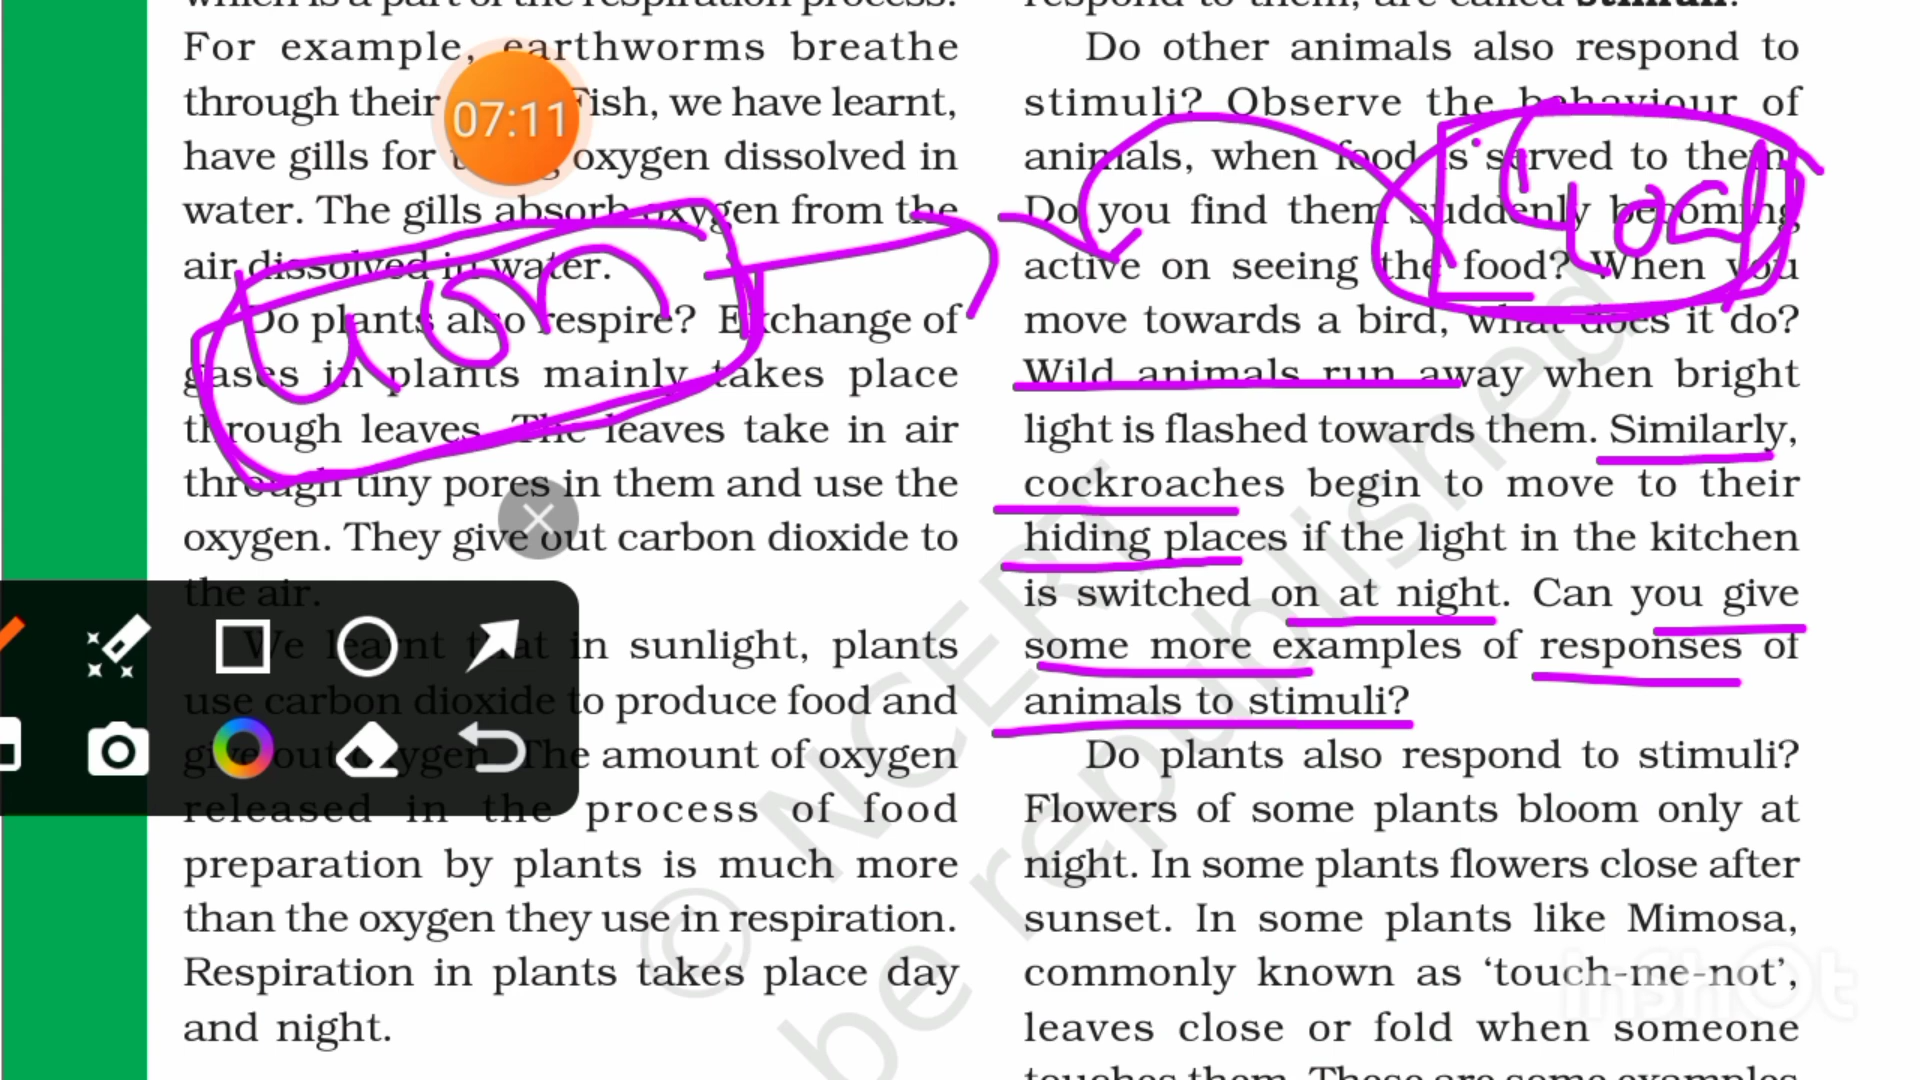 which is a part of the respiration process.
For example, earthworms breathe
through their Fish, we have learnt,
have gills for oxygen dissolved in
water. The gills absorb oxygen from the
air dissolved in water.
Do plants also respire? Exchange of
gases in plants mainly takes place
through leaves. The leaves take in air
through tiny pores in them and use the
oxygen. They give out carbon dioxide to
the air.
We learnt that in sunlight, plants
use carbon dioxide to produce food and
give out oxygen. The amount of oxygen
released in the process of food
preparation by plants is much more
than the oxygen they use in respiration.
Respiration in plants takes place day
and night.
respond to them, are called stimuli.
Do other animals also respond to
stimuli? Observe the behaviour of
animals, when food is served to them.
Do you find them suddenly becoming
active on seeing the food? When you
move towards a bird, what does it do?
Wild animals run away when bright
light is flashed towards them. Similarly,
cockroaches begin to move to their
hiding places if the light in the kitchen
is switched on at night. Can you give
some more examples of responses of
animals to stimuli?
Do plants also respond to stimuli?
Flowers of some plants bloom only at
night. In some plants flowers close after
sunset. In some plants like Mimosa,
commonly known as ‘touch-me-not’,
leaves close or fold when someone
touches them. These are some examples
07:11
© NCERT
be republished
InShOt